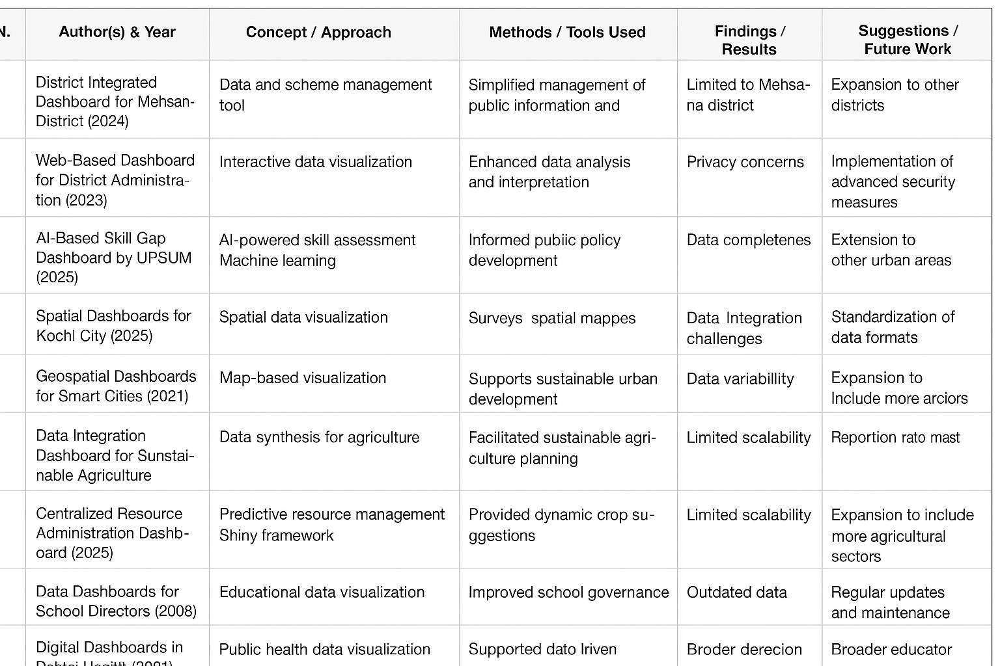 N.
Author(s) & Year
Concept / Approach
Methods / Tools Used
Findings /
Results
Suggestions /
Future Work
District Integrated
Dashboard for Mehsan-
District (2024)
Data and scheme management
tool
Simplified management of
public information and
Limited to Mehsa-
na district
Expansion to other
districts
Web-Based Dashboard
for District Administra-
tion (2023)
Interactive data visualization
Enhanced data analysis
and interpretation
Privacy concerns
Implementation of
advanced security
measures
AI-Based Skill Gap
Dashboard by UPSUM
(2025)
AI-powered skill assessment
Machine leaming
Informed pubiic policy
development
Data completenes
Extension to
other urban areas
Spatial Dashboards for
Kochl City (2025)
Spatial data visualization
Surveys spatial mappes
Data Integration
challenges
Standardization of
data formats
Geospatial Dashboards
for Smart Cities (2021)
Map-based visualization
Supports sustainable urban
development
Data variabillity
Expansion to
Include more arciors
Data Integration
Dashboard for Sunstai-
nable Agriculture
Data synthesis for agriculture
Facilitated sustainable agri-
culture planning
Limited scalability
Reportion rato mast
Centralized Resource
Administration Dashb-
oard (2025)
Predictive resource management
Shiny framework
Provided dynamic crop su-
ggestions
Limited scalability
Expansion to include
more agricultural
sectors
Data Dashboards for
School Directors (2008)
Educational data visualization
Improved school governance
Outdated data
Regular updates
and maintenance
Digital Dashboards in
Public health data visualization
Supported dato Iriven
Broder derecion
Broader educator